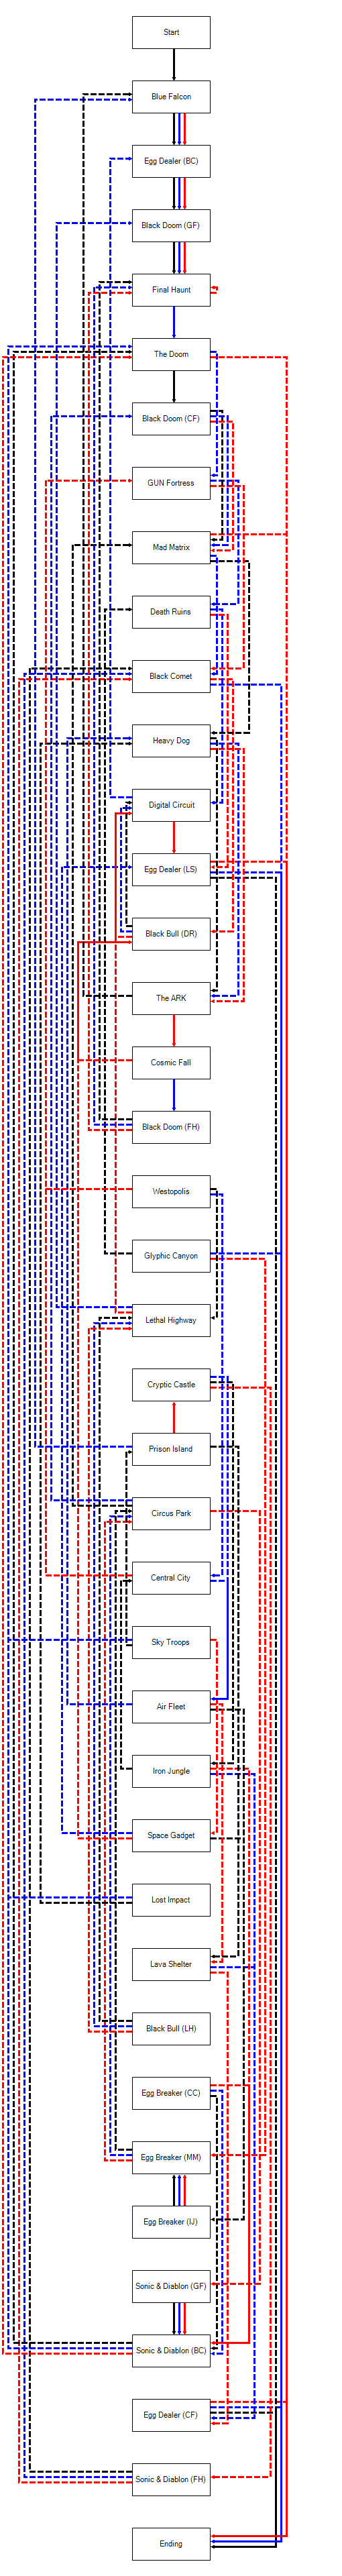 Start
Blue Falcon
Egg Dealer (BC)
Black Doom (GF)
Final Haunt
The Doom
Black Doom (CF)
GUN Fortress
Mad Matrix
Death Ruins
Black Comet
Heavy Dog
Digital Circuit
Egg Dealer (LS)
Black Bull (DR)
The ARK
Cosmic Fall
Black Doom (FH)
Westopolis
Glyphic Canyon
Lethal Highway
Cryptic Castle
Prison Island
Circus Park
Central City
Sky Troops
Air Fleet
Iron Jungle
Space Gadget
Lost Impact
Lava Shelter
Black Bull (LH)
Egg Breaker (CC)
Egg Breaker (MM)
Egg Breaker (IJ)
Sonic & Diablon (GF)
Sonic & Diablon (BC)
Egg Dealer (CF)
Sonic & Diablon (FH)
Ending